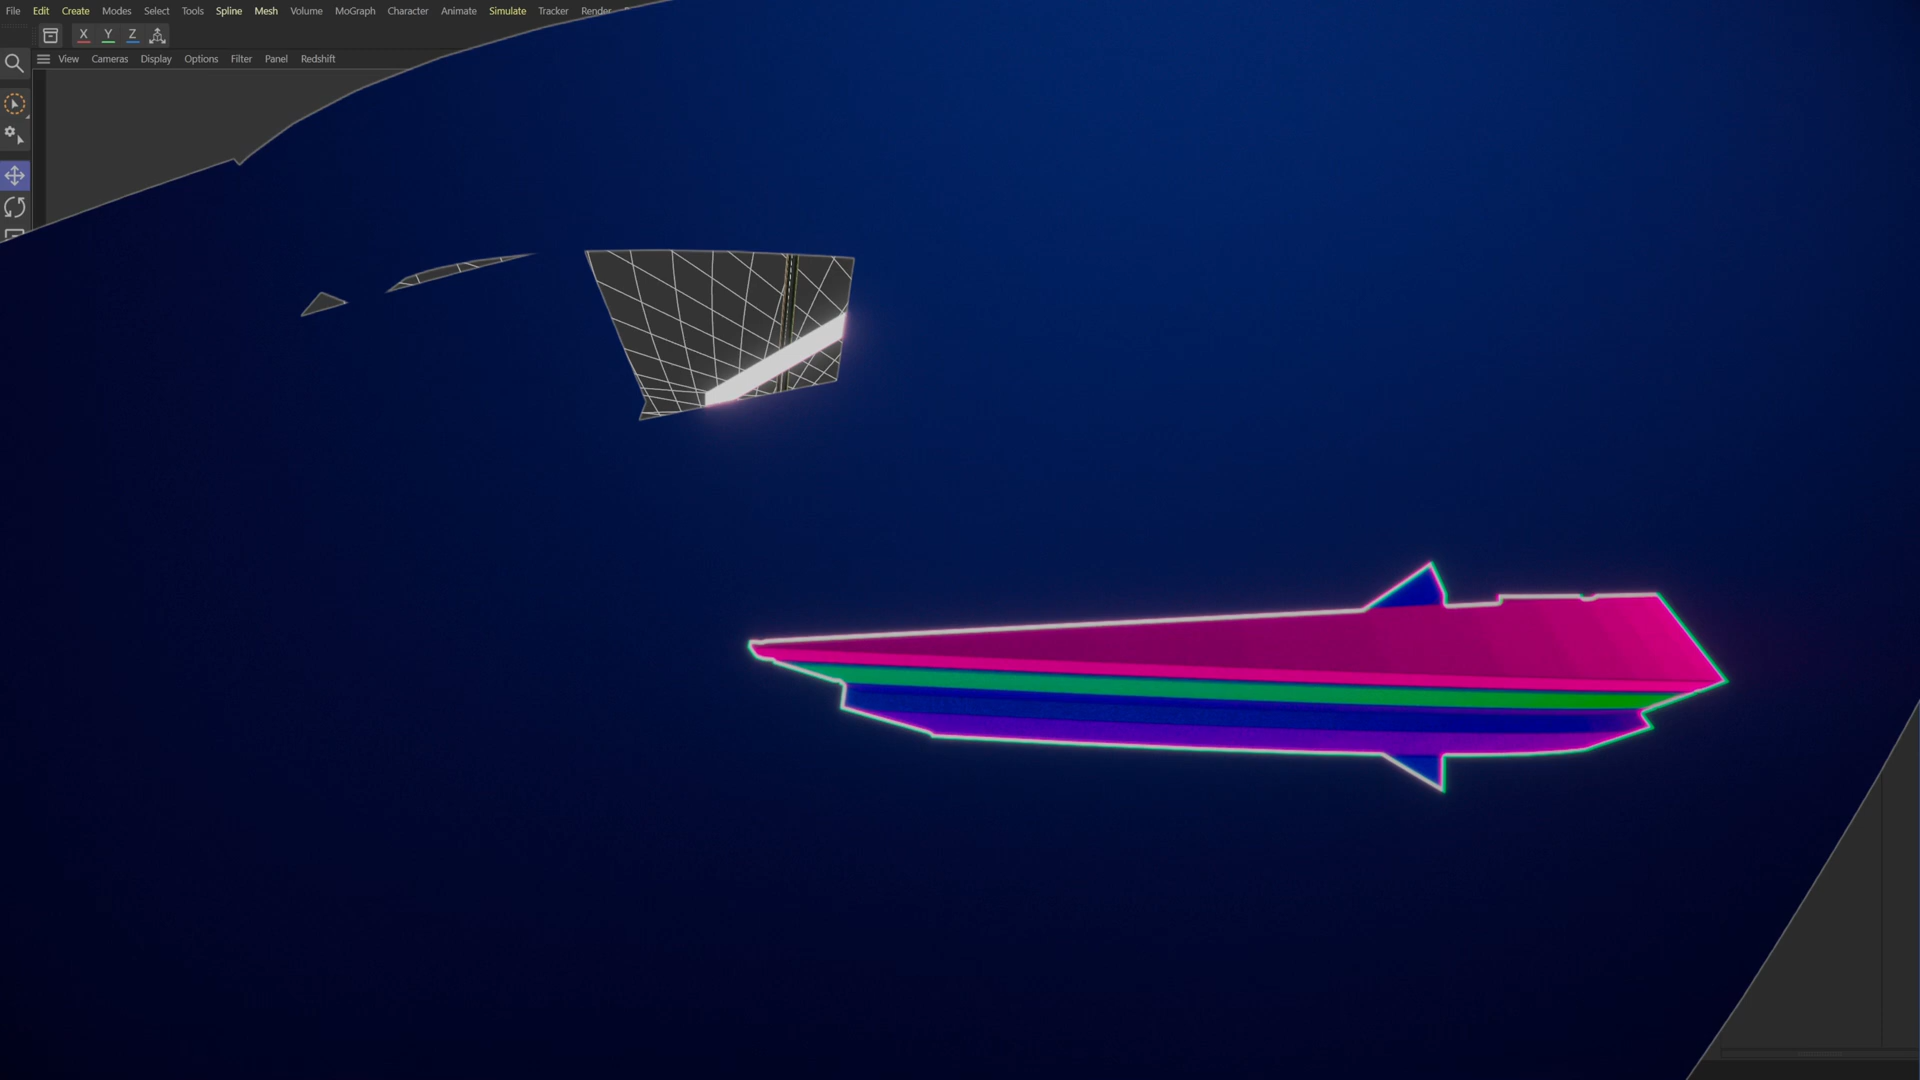 File Edit Create Modes Select Tools Spline Mesh Volume MoGraph Character Animate Simulate Tracker Render
X Y Z
View Cameras Display Options Filter Panel Redshift